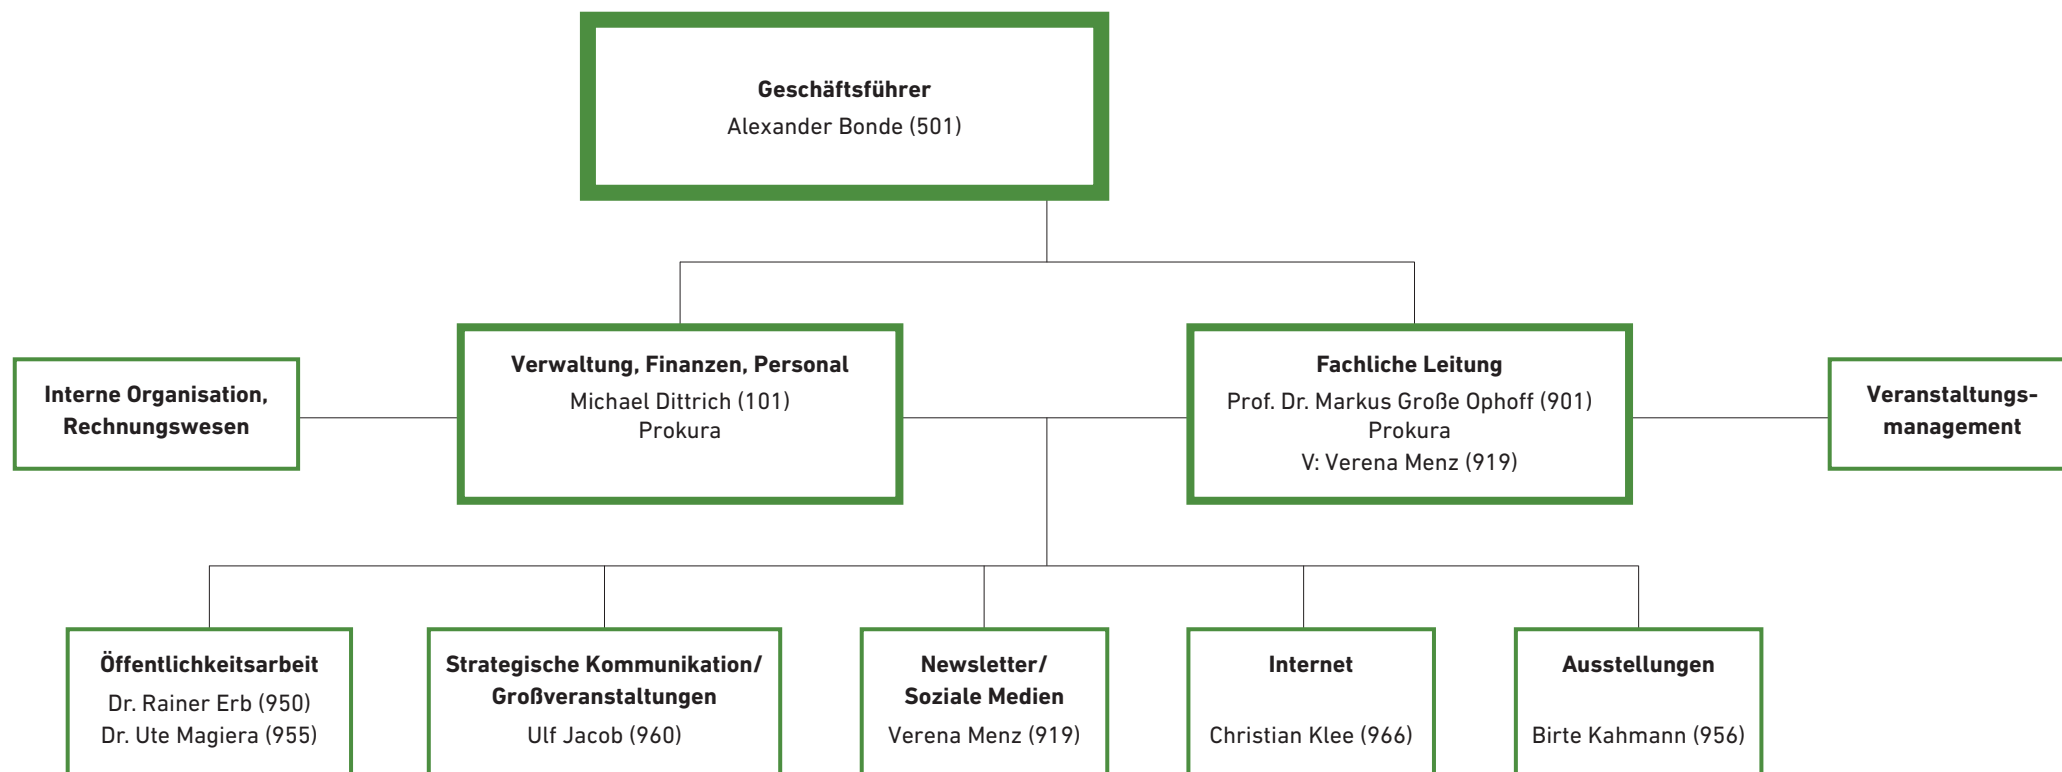 Geschäftsführer
Alexander Bonde (501)
Interne Organisation,
Rechnungswesen
Verwaltung, Finanzen, Personal
Michael Dittrich (101)
Prokura
Fachliche Leitung
Prof. Dr. Markus Große Ophoff (901)
Prokura
V: Verena Menz (919)
Veranstaltungs-
management
Öffentlichkeitsarbeit
Dr. Rainer Erb (950)
Dr. Ute Magiera (955)
Strategische Kommunikation/
Großveranstaltungen
Ulf Jacob (960)
Newsletter/
Soziale Medien
Verena Menz (919)
Internet
Christian Klee (966)
Ausstellungen
Birte Kahmann (956)